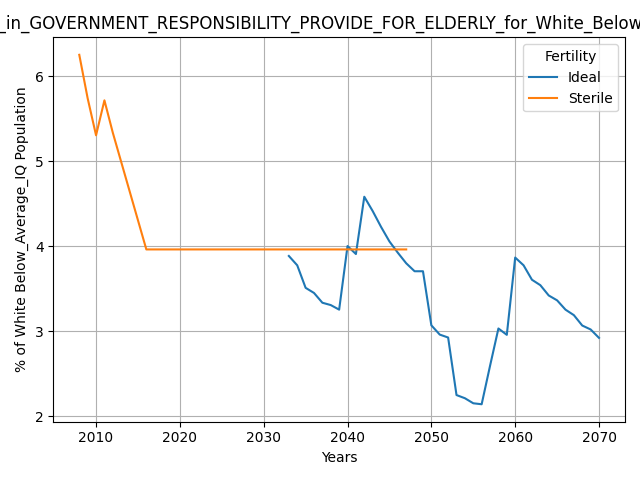 _in_GOVERNMENT_RESPONSIBILITY_PROVIDE_FOR_ELDERLY_for_White_Below
Fertility
Ideal
Sterile
% of White Below_Average_IQ Population
6
5
4
3
2
2010 2020 2030 2040 2050 2060 2070
Years